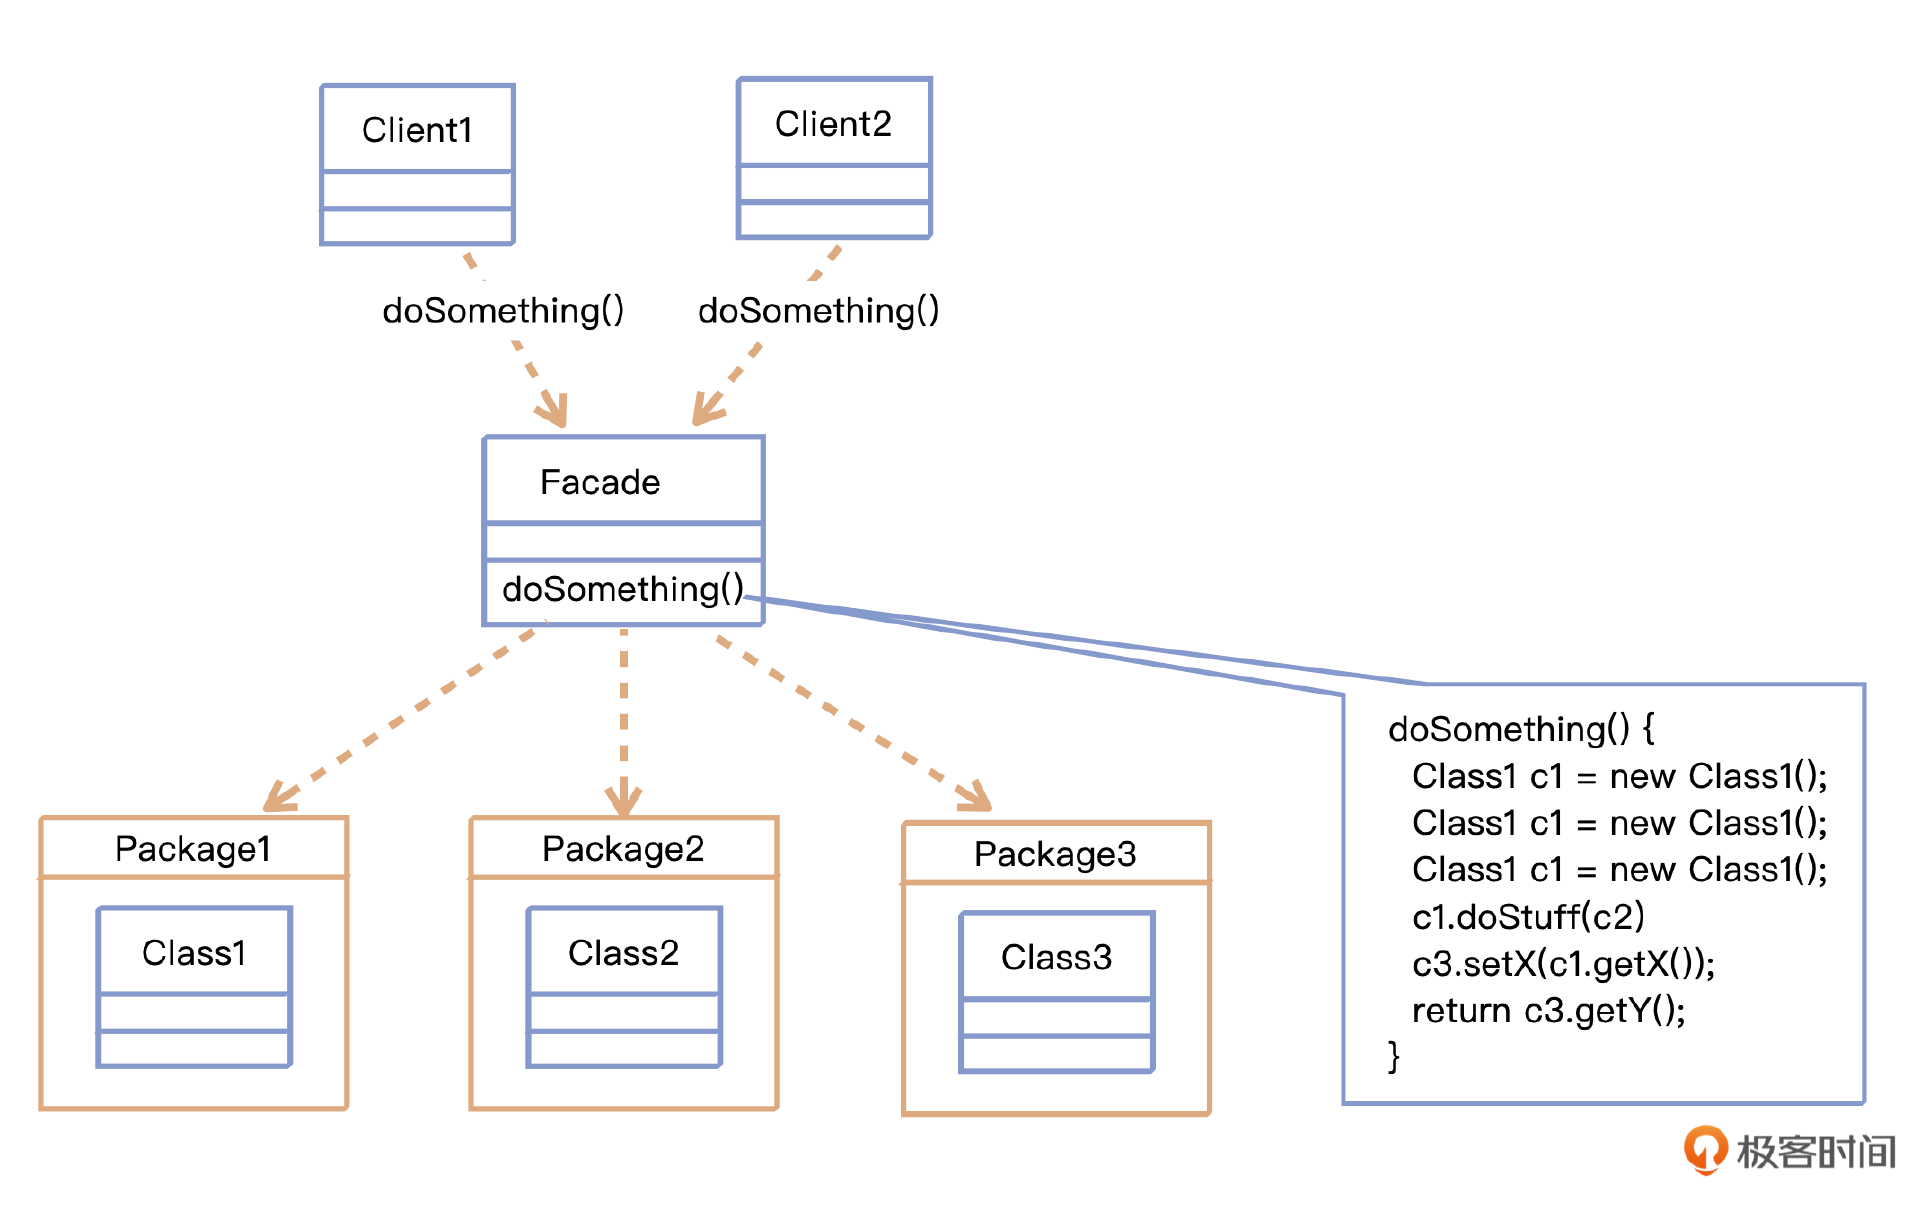 Client1
Client2
doSomething()
doSomething()
Facade
doSomething()
doSomething() {
Class1 c1 = new Class1();
Class1 c1 = new Class1();
Class1 c1 = new Class1();
c1.doStuff(c2)
c3.setX(c1.getX());
return c3.getY();
}
Package1
Package2
Package3
Class1
Class2
Class3
极客时间